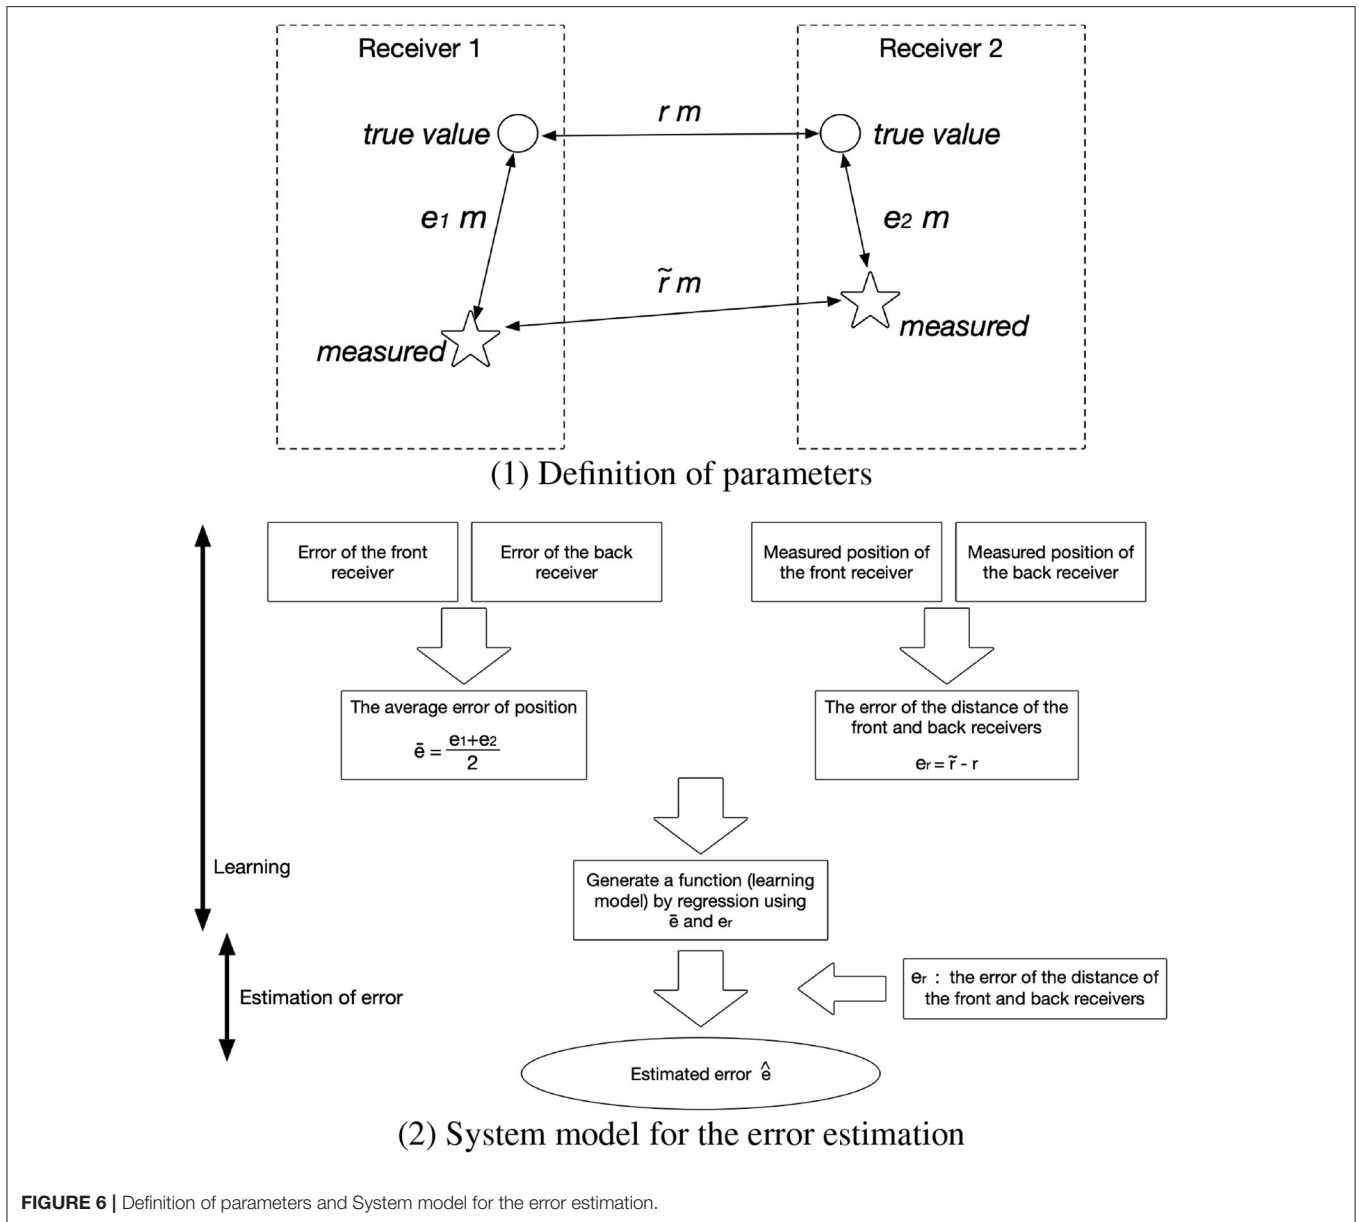 Receiver 1
Receiver 2
r m
true value
true value
e1 m
e2 m
r̃ m
measured
measured
(1) Definition of parameters
Error of the front
receiver
Error of the back
receiver
Measured position of
the front receiver
Measured position of
the back receiver
The average error of position
ē = e1+e2
2
The error of the distance of the
front and back receivers
er = r̃ - r
Learning
Generate a function (learning
model) by regression using
ē and er
Estimation of error
er : the error of the distance of
the front and back receivers
Estimated error ê
(2) System model for the error estimation
FIGURE 6 | Definition of parameters and System model for the error estimation.